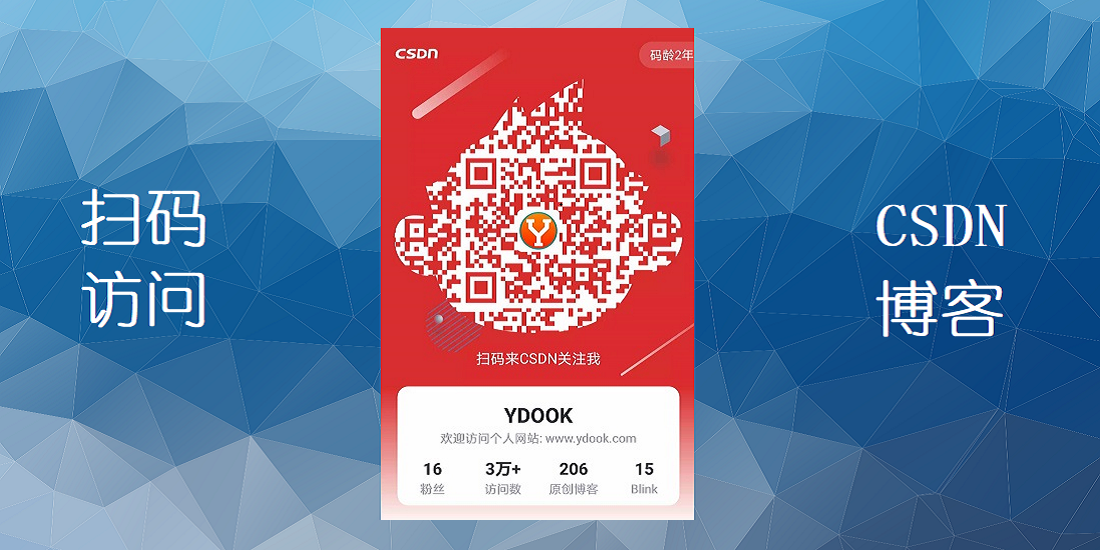 扫码
访问
CSDN
码龄2年
Y
扫码来CSDN关注我
YDOOK
欢迎访问个人网站: www.ydook.com
16 3万+ 206 15
粉丝 访问数 原创博客 Blink
CSDN
博客